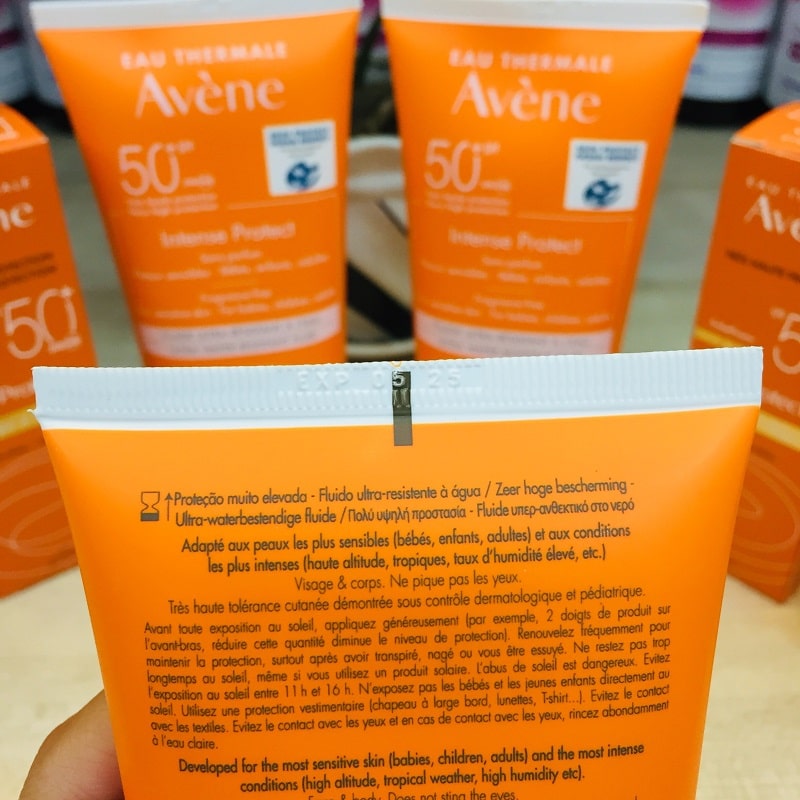 EAU THERMALE
Avène
50+
SPF
Intense Protect
EAU THERMALE
Avène
50+
SPF
Intense Protect
50+
EXP 05 25
Proteção muito elevada - Fluido ultra-resistente à água / Zeer hoge bescherming -
Ultra-waterbestendige fluide / Πολύ υψηλή προστασία - Fluide υπερ-ανθεκτικό στο νερό
Adapté aux peaux les plus sensibles (bébés, enfants, adultes) et aux conditions
les plus intenses (haute altitude, tropiques, taux d'humidité élevé, etc.)
Visage & corps. Ne pique pas les yeux.
Très haute tolérance cutanée démontrée sous contrôle dermatologique et pédiatrique.
Avant toute exposition au soleil, appliquez généreusement (par exemple, 2 doigts de produit sur
l'avant-bras, réduire cette quantité diminue le niveau de protection). Renouvelez fréquemment pour
maintenir la protection, surtout après avoir transpiré, nagé ou vous être essuyé. Ne restez pas trop
longtemps au soleil, même si vous utilisez un produit solaire. L'abus de soleil est dangereux. Evitez
l'exposition au soleil entre 11 h et 16 h. N'exposez pas les bébés et les jeunes enfants directement au
soleil. Utilisez une protection vestimentaire (chapeau à large bord, lunettes, T-shirt...). Evitez le contact
avec les textiles. Evitez le contact avec les yeux et en cas de contact avec les yeux, rincez abondamment
à l'eau claire.
Developed for the most sensitive skin (babies, children, adults) and the most intense
conditions (high altitude, tropical weather, high humidity etc).
Face & body. Does not sting the eyes.